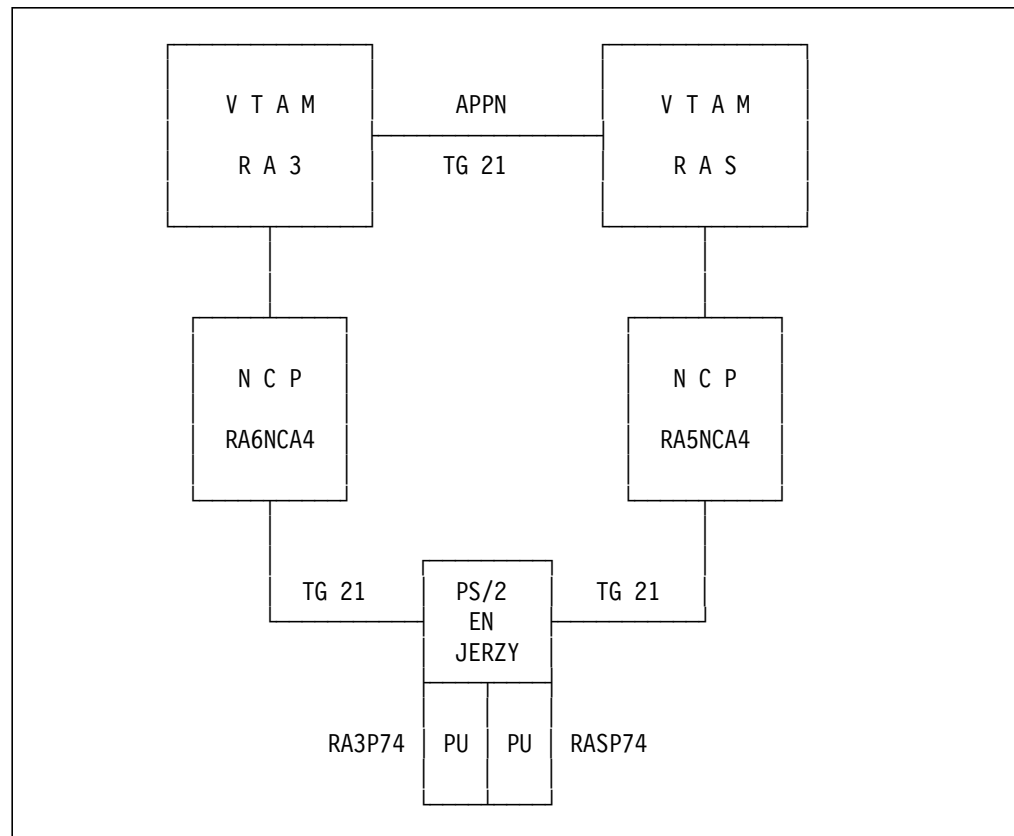 V T A M
R A 3
APPN
TG 21
V T A M
R A S
N C P
RA6NCA4
N C P
RA5NCA4
TG 21
PS/2
EN
JERZY
TG 21
RA3P74
PU
PU
RASP74